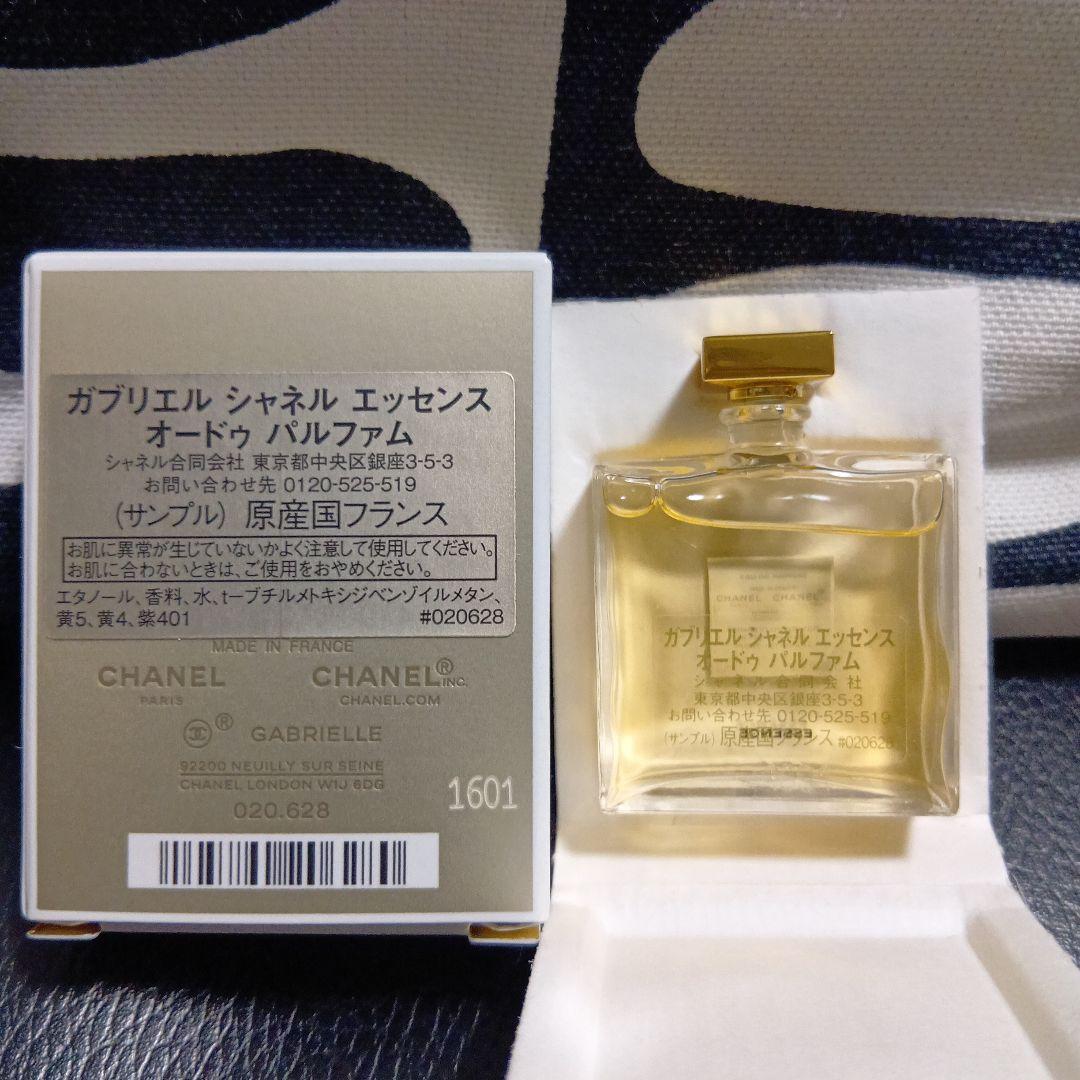 ガブリエル シャネル エッセンス
オードゥ パルファム
シャネル合同会社 東京都中央区銀座3-5-3
お問い合わせ先 0120-525-519
(サンプル) 原産国フランス
お肌に異常が生じていないかよく注意して使用してください。
お肌に合わないときは、ご使用をおやめください。
エタノール、香料、水、t-ブチルメトキシジベンゾイルメタン、
黄5、黄4、紫401 #020628
MADE IN FRANCE
CHANEL CHANEL® INC.
PARIS CHANEL.COM
® GABRIELLE
92200 NEUILLY SUR SEINE
CHANEL LONDON W1J 6DG
020.628
1601
CHANEL CHANEL
ガブリエル シャネル エッセンス
オードゥ パルファム
シャネル合同会社
東京都中央区銀座3-5-3
お問い合わせ先 0120-525-519
(サンプル) 原産国フランス #020628
ESSENCE